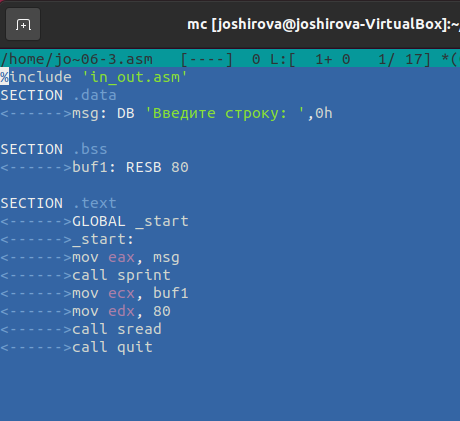 mc [joshirova@joshirova-VirtualBox]:~/
/home/jo~06-3.asm   [----]  0 L:[  1+ 0   1/ 17] *(
%include 'in_out.asm'
SECTION .data
<------>msg: DB 'Введите строку: ',0h
SECTION .bss
<------>buf1: RESB 80
SECTION .text
<------>GLOBAL _start
<------>_start:
<------>mov eax, msg
<------>call sprint
<------>mov ecx, buf1
<------>mov edx, 80
<------>call sread
<------>call quit